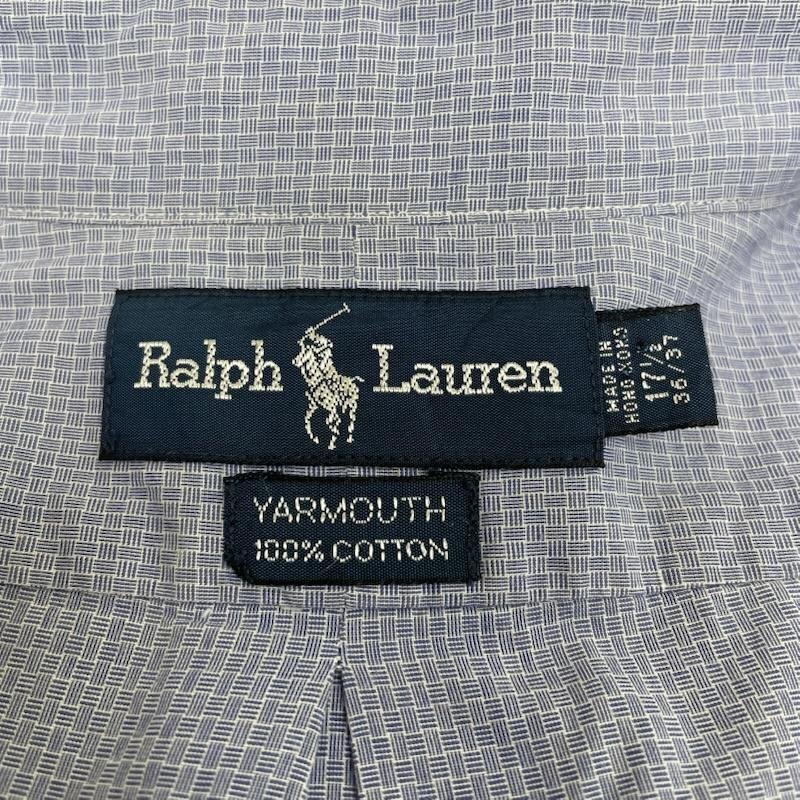 Ralph Lauren
MADE IN
HONG KONG
17 1/2
36/37
YARMOUTH
100% COTTON